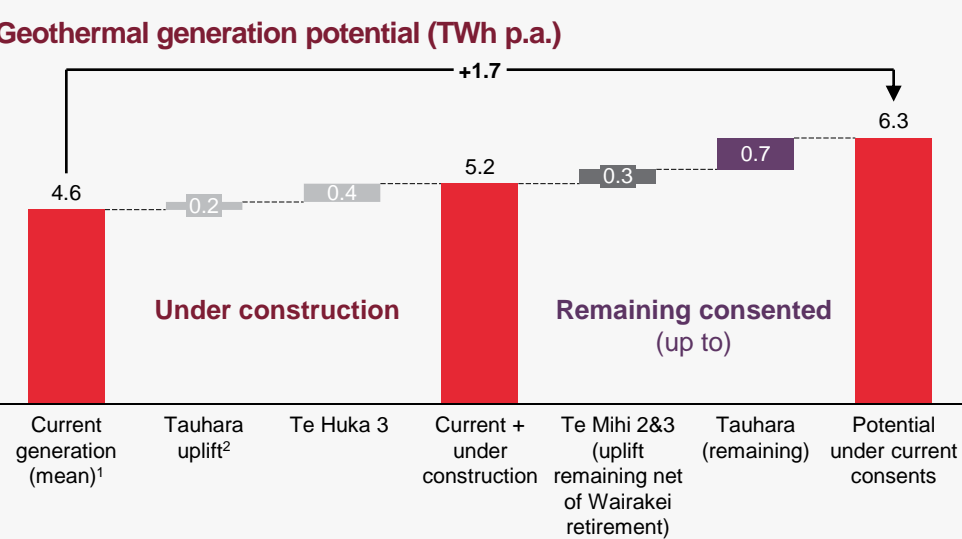 Geothermal generation potential (TWh p.a.)
+1.7
4.6
0.2
0.4
5.2
0.3
0.7
6.3
Under construction
Remaining consented
(up to)
Current
generation
(mean)1
Tauhara
uplift2
Te Huka 3
Current +
under
construction
Te Mihi 2&3
(uplift
remaining net
of Wairakei
retirement)
Tauhara
(remaining)
Potential
under current
consents